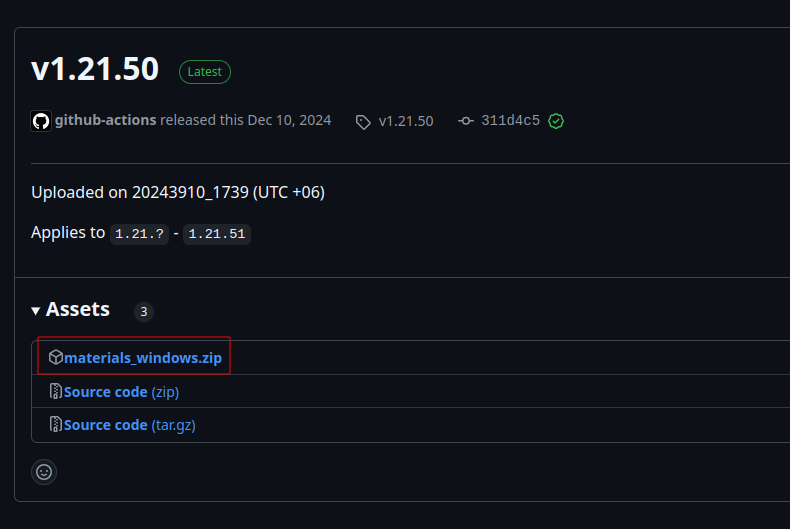 v1.21.50 Latest
github-actions released this Dec 10, 2024 v1.21.50 311d4c5
Uploaded on 20243910_1739 (UTC +06)
Applies to 1.21.? - 1.21.51
Assets 3
materials_windows.zip
Source code (zip)
Source code (tar.gz)